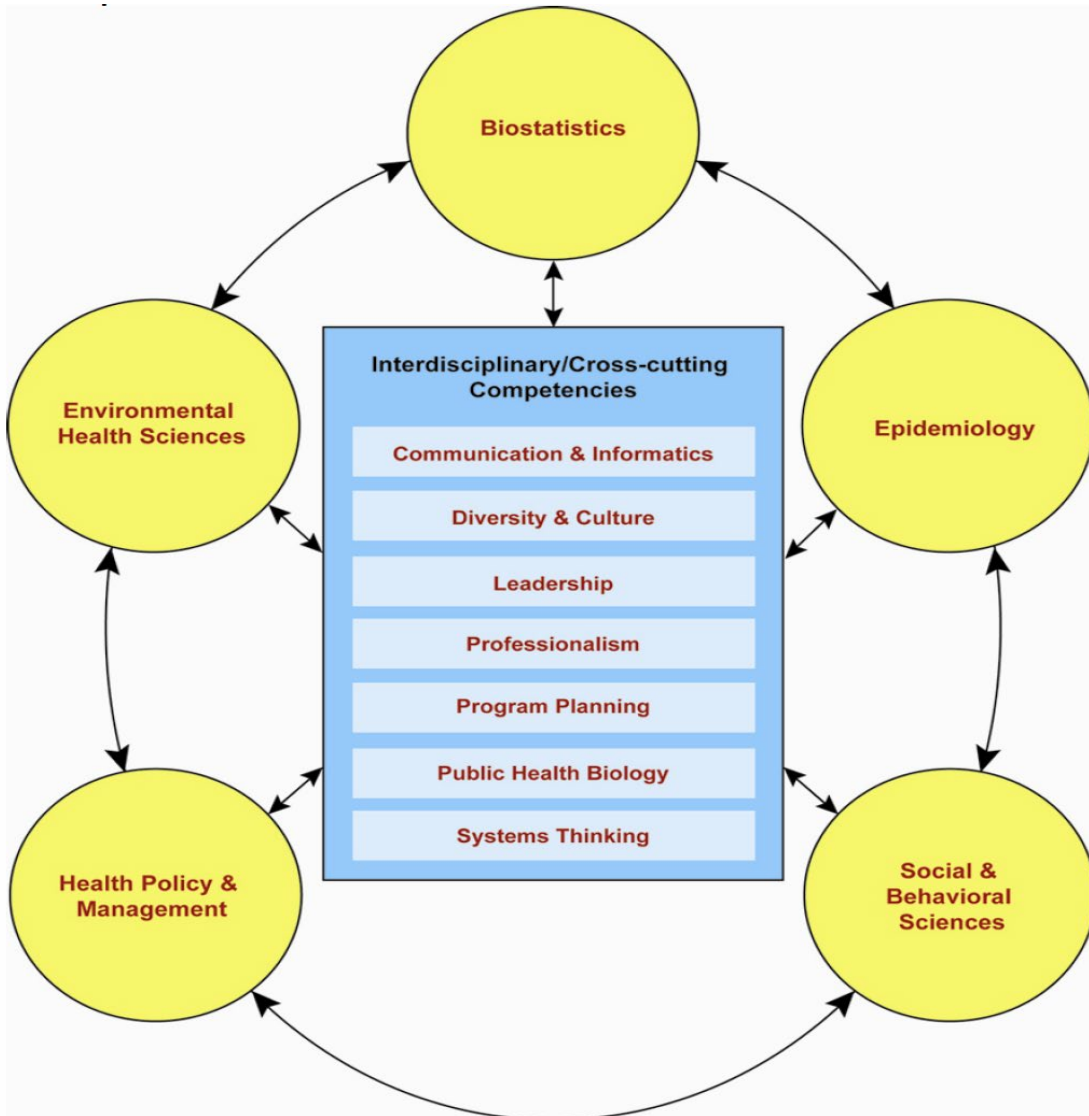 Biostatistics
Environmental
Health Sciences
Interdisciplinary/Cross-cutting
Competencies
Communication & Informatics
Diversity & Culture
Leadership
Professionalism
Program Planning
Public Health Biology
Systems Thinking
Epidemiology
Health Policy &
Management
Social &
Behavioral
Sciences